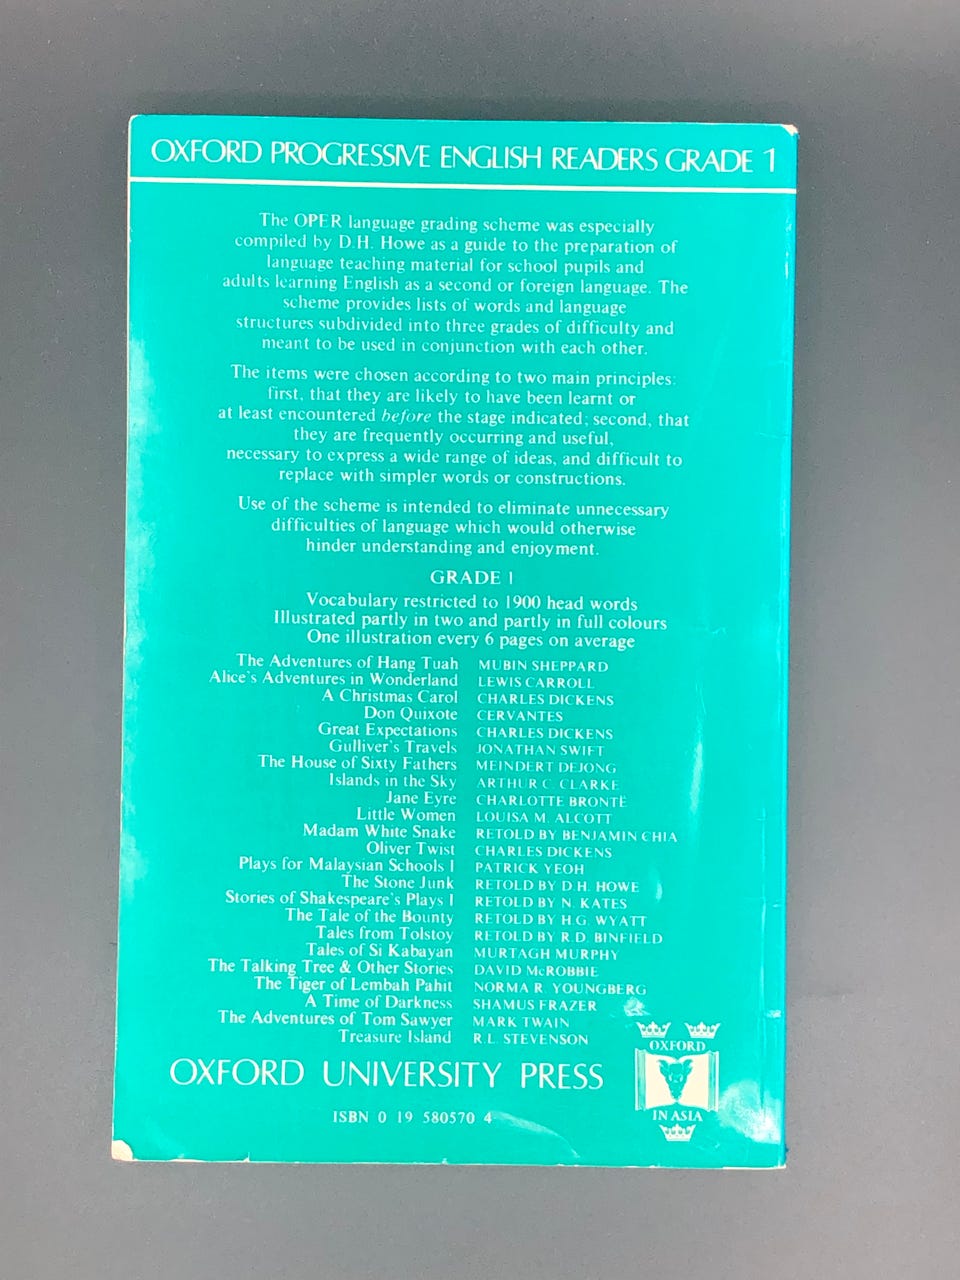 OXFORD PROGRESSIVE ENGLISH READERS GRADE 1
The OPER language grading scheme was especially
compiled by D.H. Howe as a guide to the preparation of
language teaching material for school pupils and
adults learning English as a second or foreign language. The
scheme provides lists of words and language
structures subdivided into three grades of difficulty and
meant to be used in conjunction with each other.
The items were chosen according to two main principles:
first, that they are likely to have been learnt or
at least encountered before the stage indicated; second, that
they are frequently occurring and useful,
necessary to express a wide range of ideas, and difficult to
replace with simpler words or constructions.
Use of the scheme is intended to eliminate unnecessary
difficulties of language which would otherwise
hinder understanding and enjoyment.
GRADE 1
Vocabulary restricted to 1900 head words
Illustrated partly in two and partly in full colours
One illustration every 6 pages on average
The Adventures of Hang Tuah MUBIN SHEPPARD
Alice's Adventures in Wonderland LEWIS CARROLL
A Christmas Carol CHARLES DICKENS
Don Quixote CERVANTES
Great Expectations CHARLES DICKENS
Gulliver's Travels JONATHAN SWIFT
The House of Sixty Fathers MEINDERT DEJONG
Islands in the Sky ARTHUR C. CLARKE
Jane Eyre CHARLOTTE BRONTË
Little Women LOUISA M. ALCOTT
Madam White Snake RETOLD BY BENJAMIN CHIA
Oliver Twist CHARLES DICKENS
Plays for Malaysian Schools 1 PATRICK YEOH
The Stone Junk RETOLD BY D.H. HOWE
Stories of Shakespeare's Plays 1 RETOLD BY N. KATES
The Tale of the Bounty RETOLD BY H.G. WYATT
Tales from Tolstoy RETOLD BY R.D. BINFIELD
Tales of Si Kabayan MURTAGH MURPHY
The Talking Tree & Other Stories DAVID McROBBIE
The Tiger of Lembah Pahit NORMA R. YOUNGBERG
A Time of Darkness SHAMUS FRAZER
The Adventures of Tom Sawyer MARK TWAIN
Treasure Island R.L. STEVENSON
OXFORD UNIVERSITY PRESS
OXFORD
IN ASIA
ISBN 0 19 580570 4